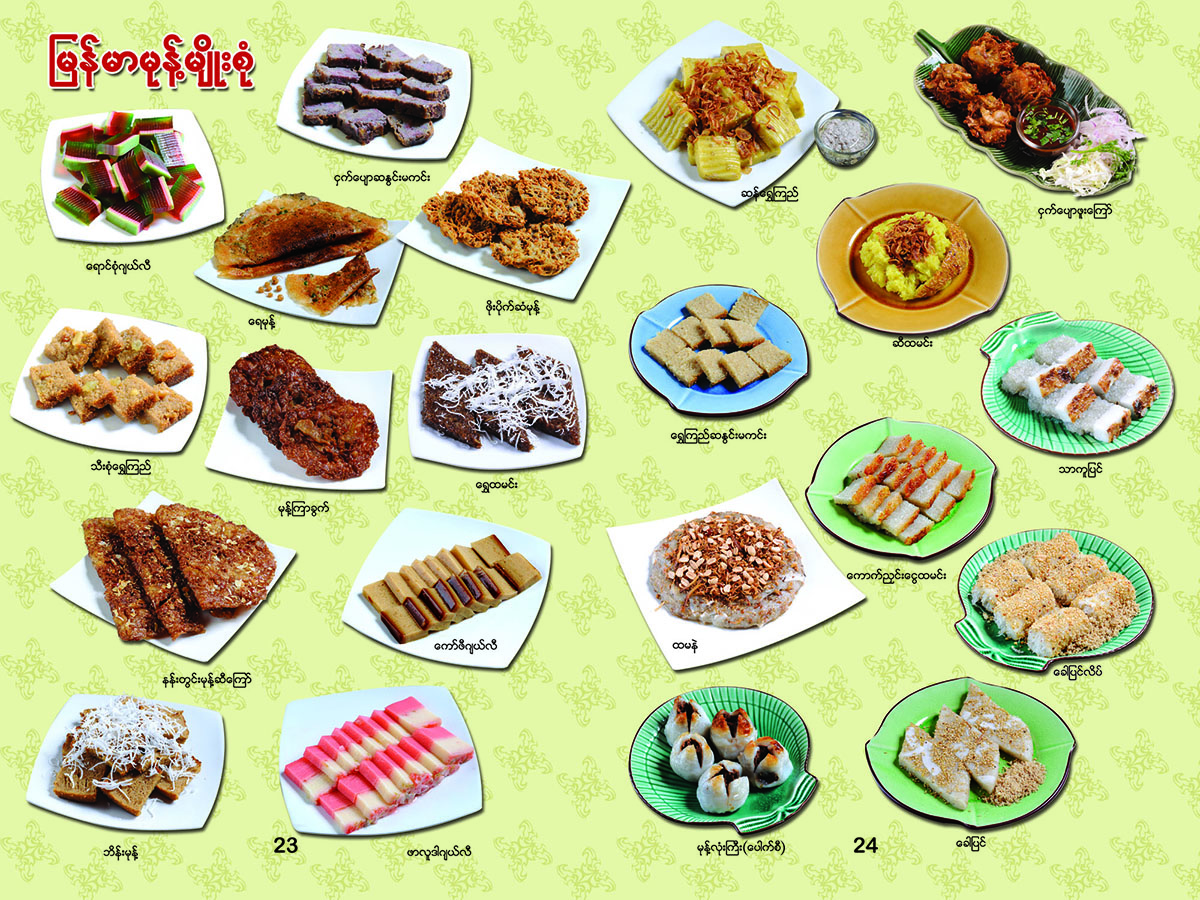 မြန်မာမုန့်မျိုးစုံ
ငှက်ပျောဆနွင်းမကင်း
ရောင်စုံဂျယ်လီ
ရေမုန့်
ဖိုးပိုက်ဆံမုန့်
သီးစုံရွှေကြည်
မုန့်ကြာခွက်
ရွှေထမင်း
နန်းတွင်းမုန့်ဆီကြော်
ကော်ဖီဂျယ်လီ
ဘိန်းမုန့်
ဖာလူဒါဂျယ်လီ
23
ဆန်ရွှေကြည်
ငှက်ပျောဖူးကြော်
ဆီထမင်း
ရွှေကြည်ဆနွင်းမကင်း
သာကူပြင်
ကောက်ညှင်းငွေထမင်း
ထမနဲ
ခေါပြင်လိပ်
မုန့်လုံးကြီး(ပေါက်စီ)
24
ခေါပြင်